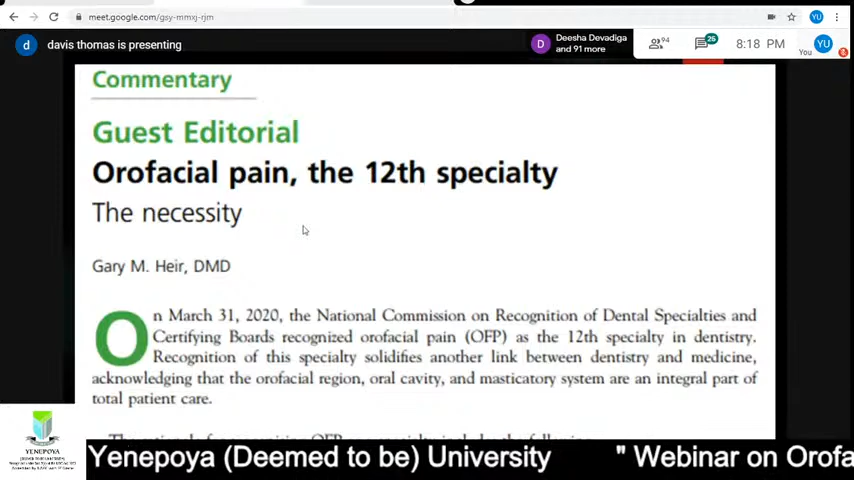 meet.google.com/gsy-mmxj-rjm
YU
d
davis thomas is presenting
D
Deesha Devadiga
and 91 more
94
26
8:18 PM
You
YU
Commentary
Guest Editorial
Orofacial pain, the 12th specialty
The necessity
Gary M. Heir, DMD
On March 31, 2020, the National Commission on Recognition of Dental Specialties and
Certifying Boards recognized orofacial pain (OFP) as the 12th specialty in dentistry.
Recognition of this specialty solidifies another link between dentistry and medicine,
acknowledging that the orofacial region, oral cavity, and masticatory system are an integral part of
total patient care.
YENEPOYA
Yenepoya (Deemed to be) University
" Webinar on Orofa